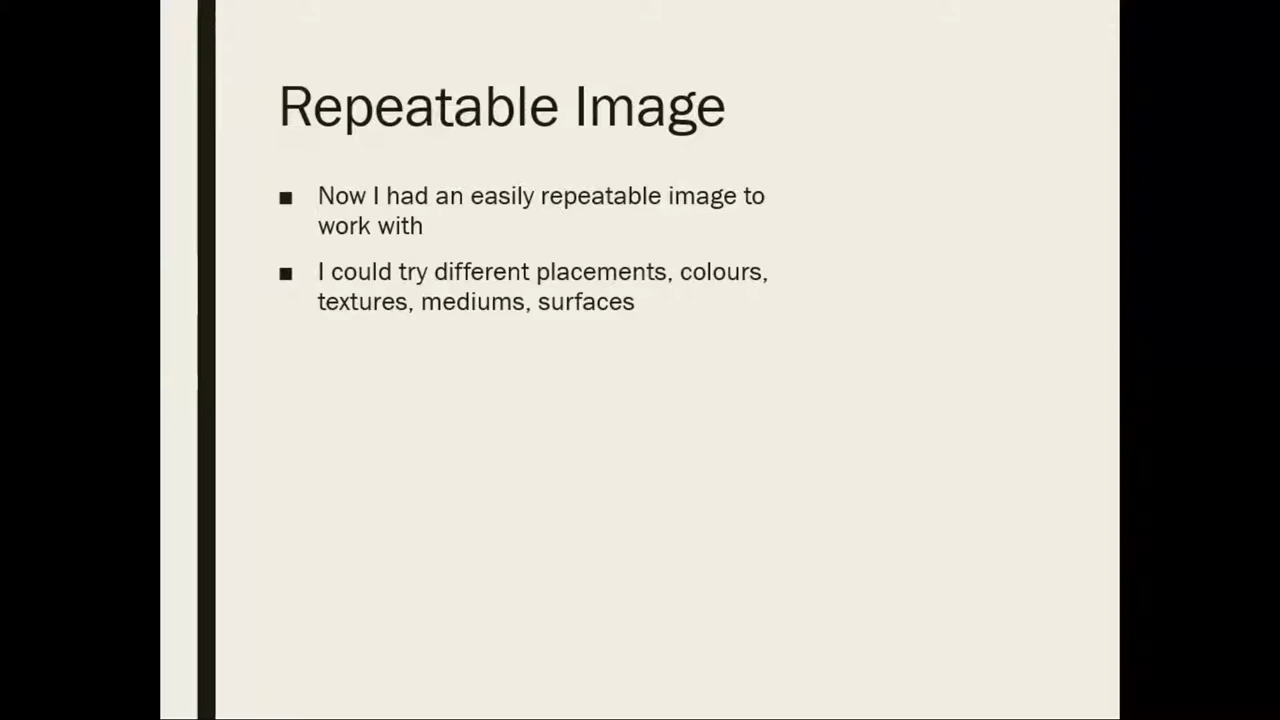 Repeatable Image
■ Now I had an easily repeatable image to
work with
■ I could try different placements, colours,
textures, mediums, surfaces